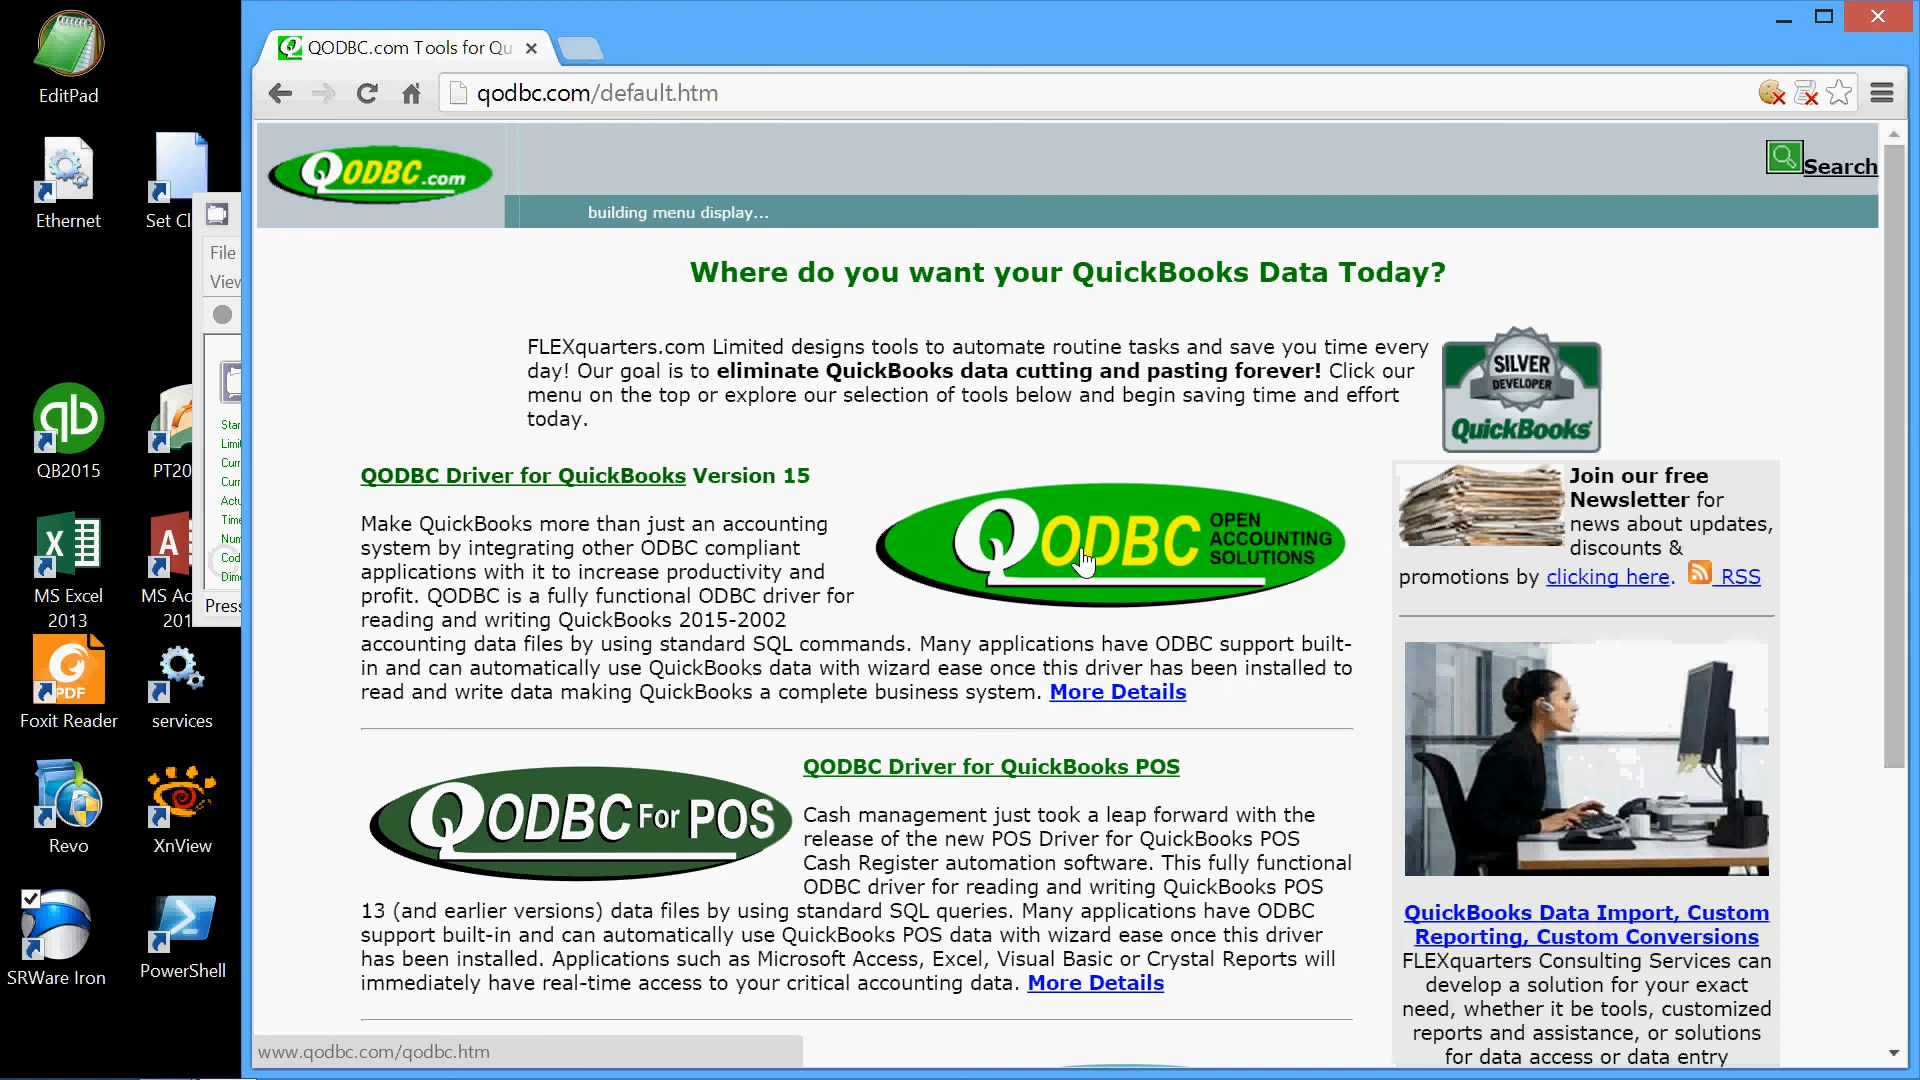 EditPad
Ethernet
Set Cl
QB2015
PT20
MS Excel
2013
MS Ac
201
PDF
Foxit Reader
services
Revo
XnView
SRWare Iron
PowerShell
File
View
Star
Limi
Curr
Curr
Actu
Time
Num
Cod
Dime
Press
QODBC.com Tools for Qu
qodbc.com/default.htm
QODBC.com
Search
building menu display...
Where do you want your QuickBooks Data Today?
FLEXquarters.com Limited designs tools to automate routine tasks and save you time every
day! Our goal is to eliminate QuickBooks data cutting and pasting forever! Click our
menu on the top or explore our selection of tools below and begin saving time and effort
today.
SILVER
DEVELOPER
QuickBooks
QODBC Driver for QuickBooks Version 15
Make QuickBooks more than just an accounting
system by integrating other ODBC compliant
applications with it to increase productivity and
profit. QODBC is a fully functional ODBC driver for
reading and writing QuickBooks 2015-2002
accounting data files by using standard SQL commands. Many applications have ODBC support built-
in and can automatically use QuickBooks data with wizard ease once this driver has been installed to
read and write data making QuickBooks a complete business system. More Details
QODBC OPEN
ACCOUNTING
SOLUTIONS
QODBC For POS
QODBC Driver for QuickBooks POS
Cash management just took a leap forward with the
release of the new POS Driver for QuickBooks POS
Cash Register automation software. This fully functional
ODBC driver for reading and writing QuickBooks POS
13 (and earlier versions) data files by using standard SQL queries. Many applications have ODBC
support built-in and can automatically use QuickBooks POS data with wizard ease once this driver
has been installed. Applications such as Microsoft Access, Excel, Visual Basic or Crystal Reports will
immediately have real-time access to your critical accounting data. More Details
Join our free
Newsletter for
news about updates,
discounts &
promotions by clicking here. RSS
QuickBooks Data Import, Custom
Reporting, Custom Conversions
FLEXquarters Consulting Services can
develop a solution for your exact
need, whether it be tools, customized
reports and assistance, or solutions
for data access or data entry
www.qodbc.com/qodbc.htm